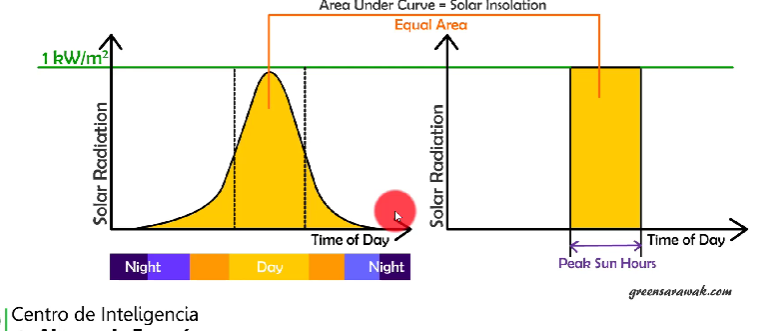 Area Under Curve = Solar Insolation
Equal Area
1 kW/m²
Solar Radiation
Time of Day
Night
Day
Night
Solar Radiation
Time of Day
Peak Sun Hours
greensarawak.com
Centro de Inteligencia